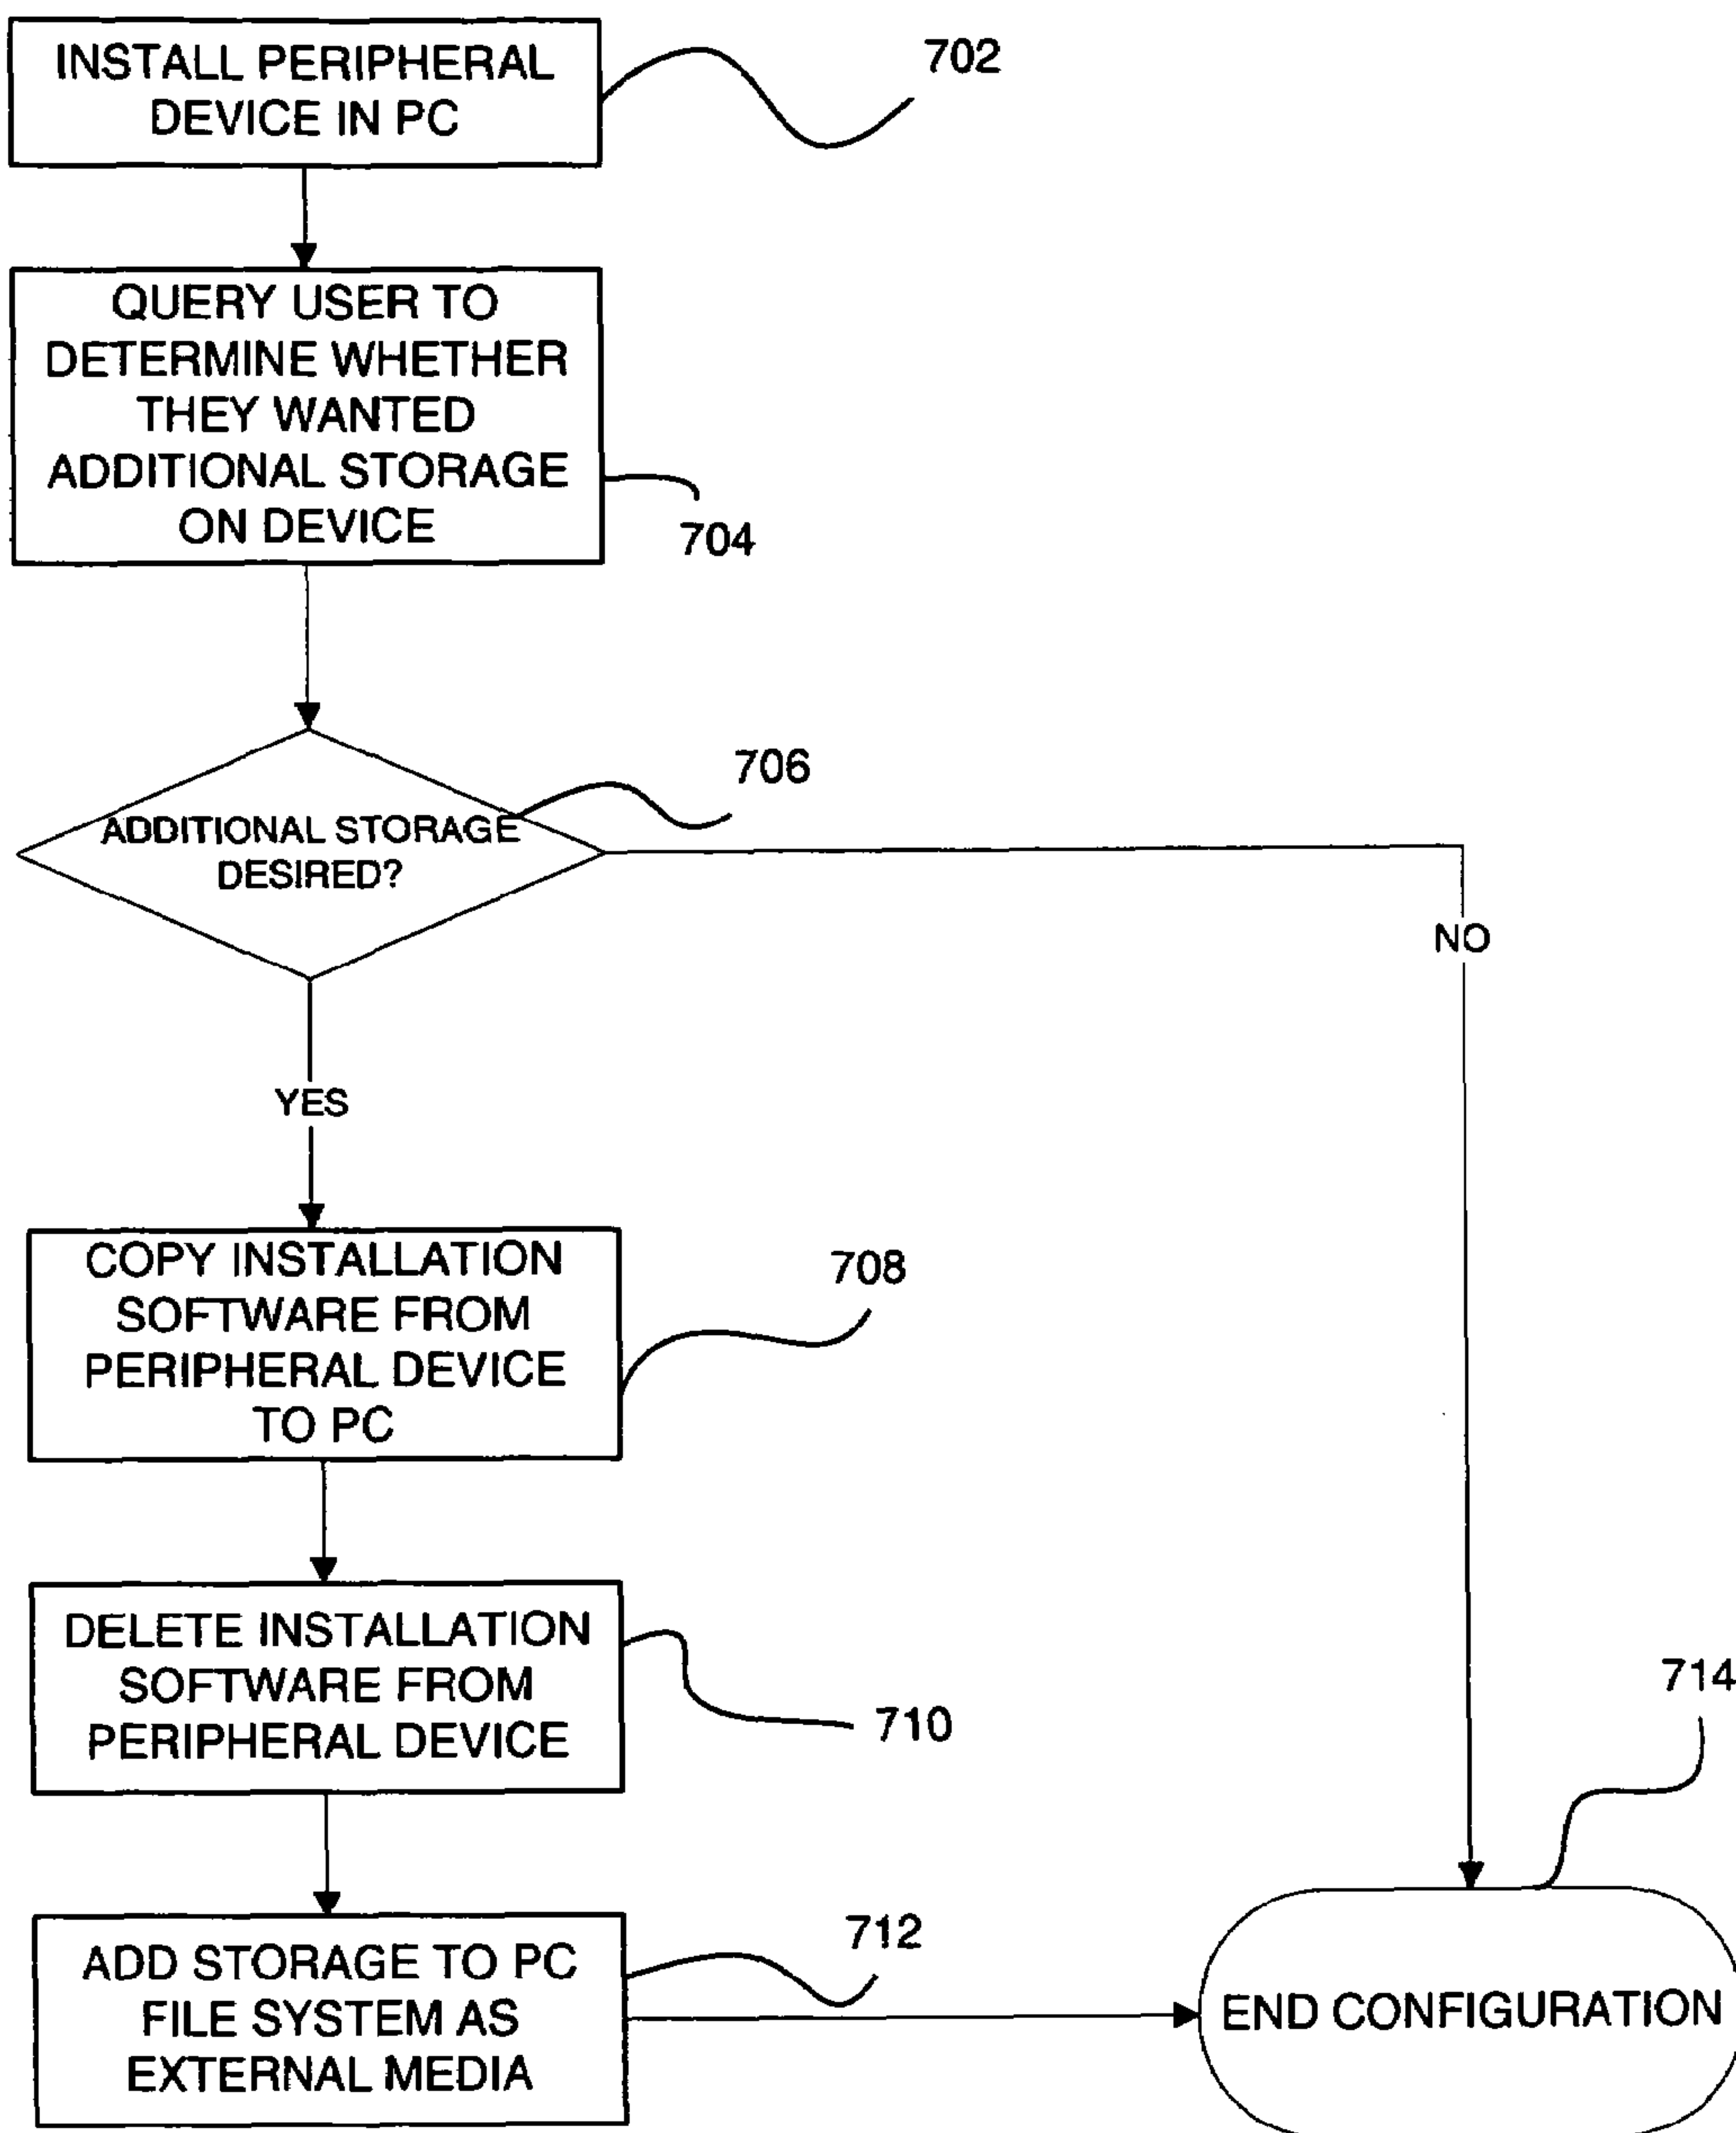 INSTALL PERIPHERAL
DEVICE IN PC
702
QUERY USER TO
DETERMINE WHETHER
THEY WANTED
ADDITIONAL STORAGE
ON DEVICE
704
706
ADDITIONAL STORAGE
DESIRED?
NO
YES
COPY INSTALLATION
SOFTWARE FROM
PERIPHERAL DEVICE
TO PC
708
DELETE INSTALLATION
SOFTWARE FROM
PERIPHERAL DEVICE
710
714
ADD STORAGE TO PC
FILE SYSTEM AS
EXTERNAL MEDIA
712
END CONFIGURATION